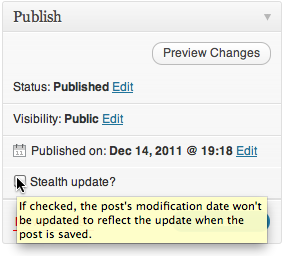 Publish
Preview Changes
Status: Published Edit
Visibility: Public Edit
Published on: Dec 14, 2011 @ 19:18 Edit
Stealth update?
If checked, the post's modification date won't
be updated to reflect the update when the
post is saved.